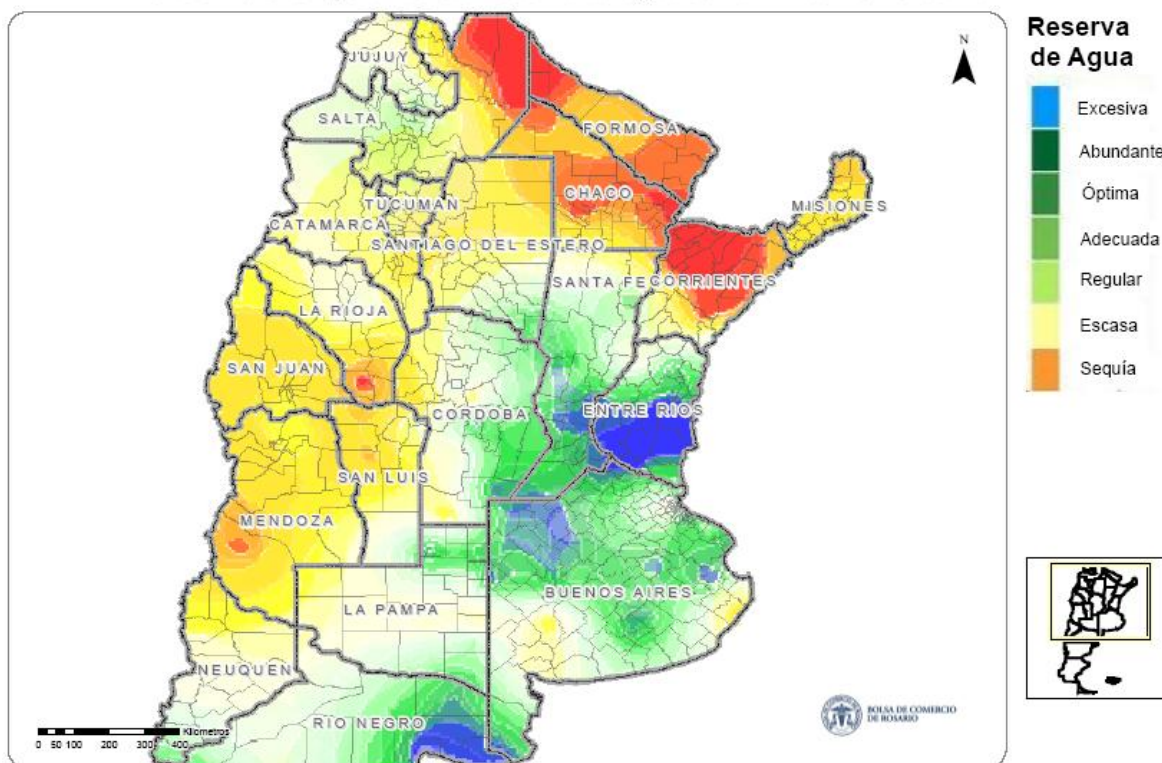 JUJUY
SALTA
FORMOSA
CHACO
MISIONES
TUCUMAN
CATAMARCA
SANTIAGO DEL ESTERO
SANTA FE
CORRIENTES
LA RIOJA
SAN JUAN
CORDOBA
ENTRE RIOS
SAN LUIS
MENDOZA
BUENOS AIRES
LA PAMPA
NEUQUEN
RIO NEGRO
Kilometros
0 50 100 200 300 400
BOLSA DE COMERCIO
DE ROSARIO
N
Reserva
de Agua
Excesiva
Abundante
Óptima
Adecuada
Regular
Escasa
Sequía